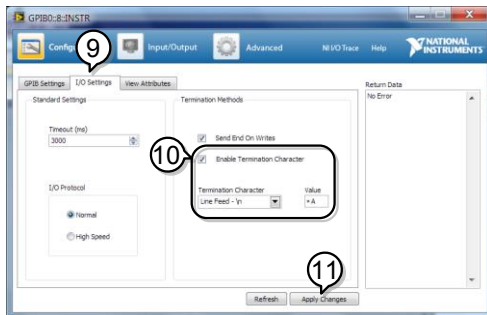 GPIB0::8::INSTR
Input/Output
Advanced
NI I/O Trace
Help
NATIONAL
INSTRUMENTS
9
GPIB Settings
I/O Settings
View Attributes
Return Data
No Error
Standard Settings
Termination Methods
Timeout (ms)
3000
Send End On Writes
10
Enable Termination Character
Termination Character
Value
Line Feed - \n
I/O Protocol
Normal
High Speed
11
Refresh
Apply Changes